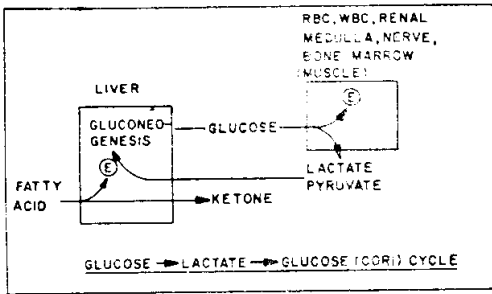 RBC, WBC, RENAL
MEDULLA, NERVE,
BONE MARROW
(MUSCLE)
E
LIVER
GLUCONEO
GENESIS
GLUCOSE
E
LACTATE
PYRUVATE
FATTY
ACID
KETONE
GLUCOSE → LACTATE → GLUCOSE (CORI) CYCLE